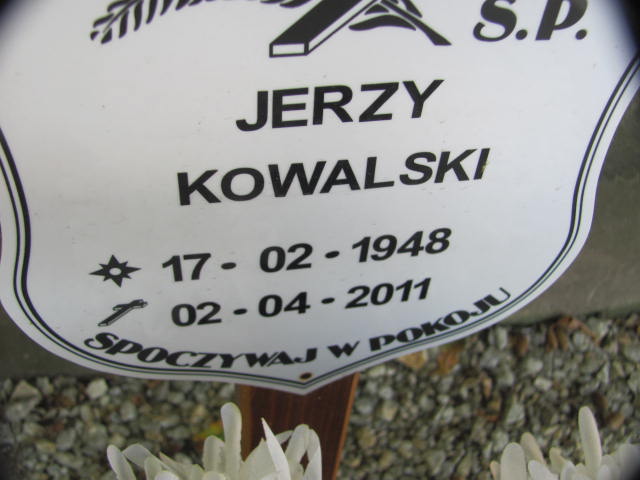 Ś.P.
JERZY
KOWALSKI
17 - 02 - 1948
02 - 04 - 2011
SPOCZYWAJ W POKOJU